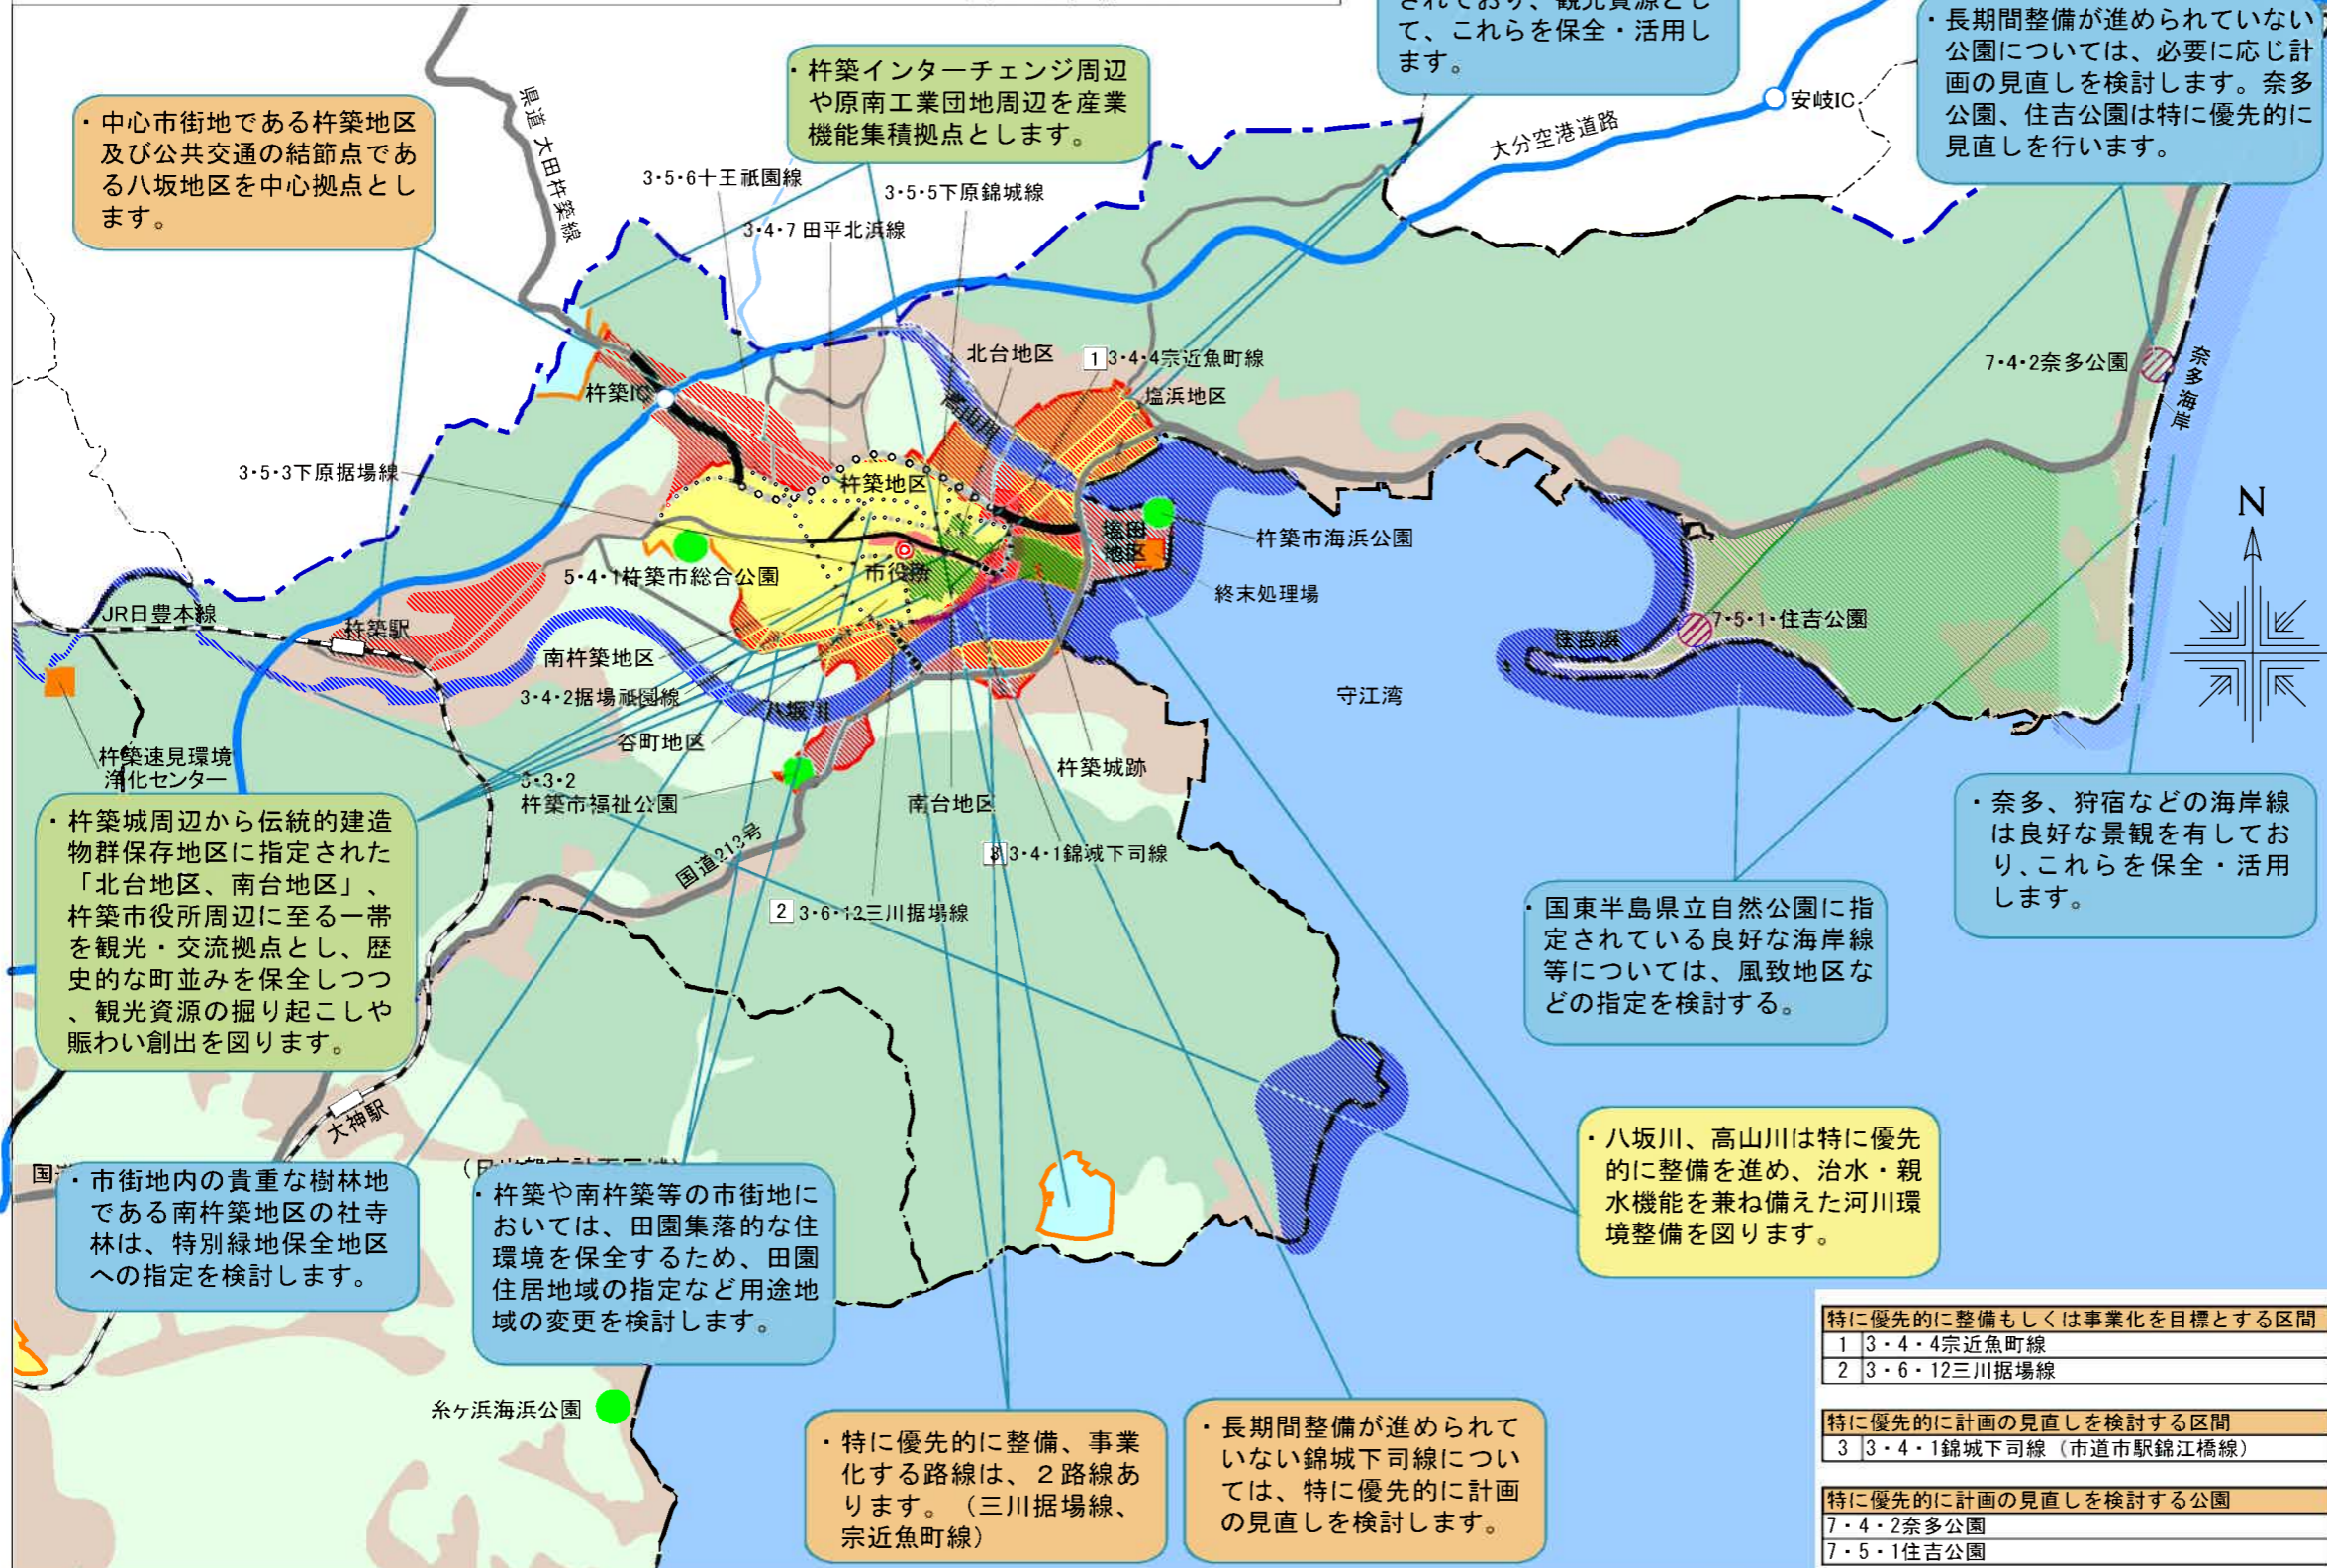 されており、観光資源とし
て、これらを保全・活用し
ます。
・長期間整備が進められていない
公園については、必要に応じ計
画の見直しを検討します。奈多
公園、住吉公園は特に優先的に
見直しを行います。
・杵築インターチェンジ周辺
や原南工業団地周辺を産業
機能集積拠点とします。
・中心市街地である杵築地区
及び公共交通の結節点であ
る八坂地区を中心拠点とし
ます。
県道 大田杵築線
安岐IC
大分空港道路
3・5・6十王祇園線
3・5・5下原錦城線
3・4・7 田平北浜線
北台地区
1 3・4・4宗近魚町線
塩浜地区
高山川
杵築IC
7・4・2奈多公園
奈多海岸
3・5・3下原据場線
杵築地区
N
塩田
地区
杵築市海浜公園
市役所
5・4・1杵築市総合公園
終末処理場
JR日豊本線
杵築駅
7・5・1・住吉公園
住吉浜
南杵築地区
3・4・2据場祇園線
八坂川
守江湾
谷町地区
杵築速見環境
浄化センター
杵築城跡
3・3・2
杵築市福祉公園
南台地区
国道213号
3 3・4・1錦城下司線
2 3・6・12三川据場線
・杵築城周辺から伝統的建造
物群保存地区に指定された
「北台地区、南台地区」、
杵築市役所周辺に至る一帯
を観光・交流拠点とし、歴
史的な町並みを保全しつつ
、観光資源の掘り起こしや
賑わい創出を図ります。
・奈多、狩宿などの海岸線
は良好な景観を有してお
り、これらを保全・活用
します。
・国東半島県立自然公園に指
定されている良好な海岸線
等については、風致地区な
どの指定を検討する。
大神駅
・八坂川、高山川は特に優先
的に整備を進め、治水・親
水機能を兼ね備えた河川環
境整備を図ります。
国道
・市街地内の貴重な樹林地
である南杵築地区の社寺
林は、特別緑地保全地区
への指定を検討します。
・杵築や南杵築等の市街地に
おいては、田園集落的な住
環境を保全するため、田園
住居地域の指定など用途地
域の変更を検討します。
糸ヶ浜海浜公園
・特に優先的に整備、事業
化する路線は、２路線あ
ります。（三川据場線、
宗近魚町線）
・長期間整備が進められて
いない錦城下司線につい
ては、特に優先的に計画
の見直しを検討します。
特に優先的に整備もしくは事業化を目標とする区間
1 3・4・4宗近魚町線
2 3・6・12三川据場線
特に優先的に計画の見直しを検討する区間
3 3・4・1錦城下司線（市道市駅錦江橋線）
特に優先的に計画の見直しを検討する公園
7・4・2奈多公園
7・5・1住吉公園